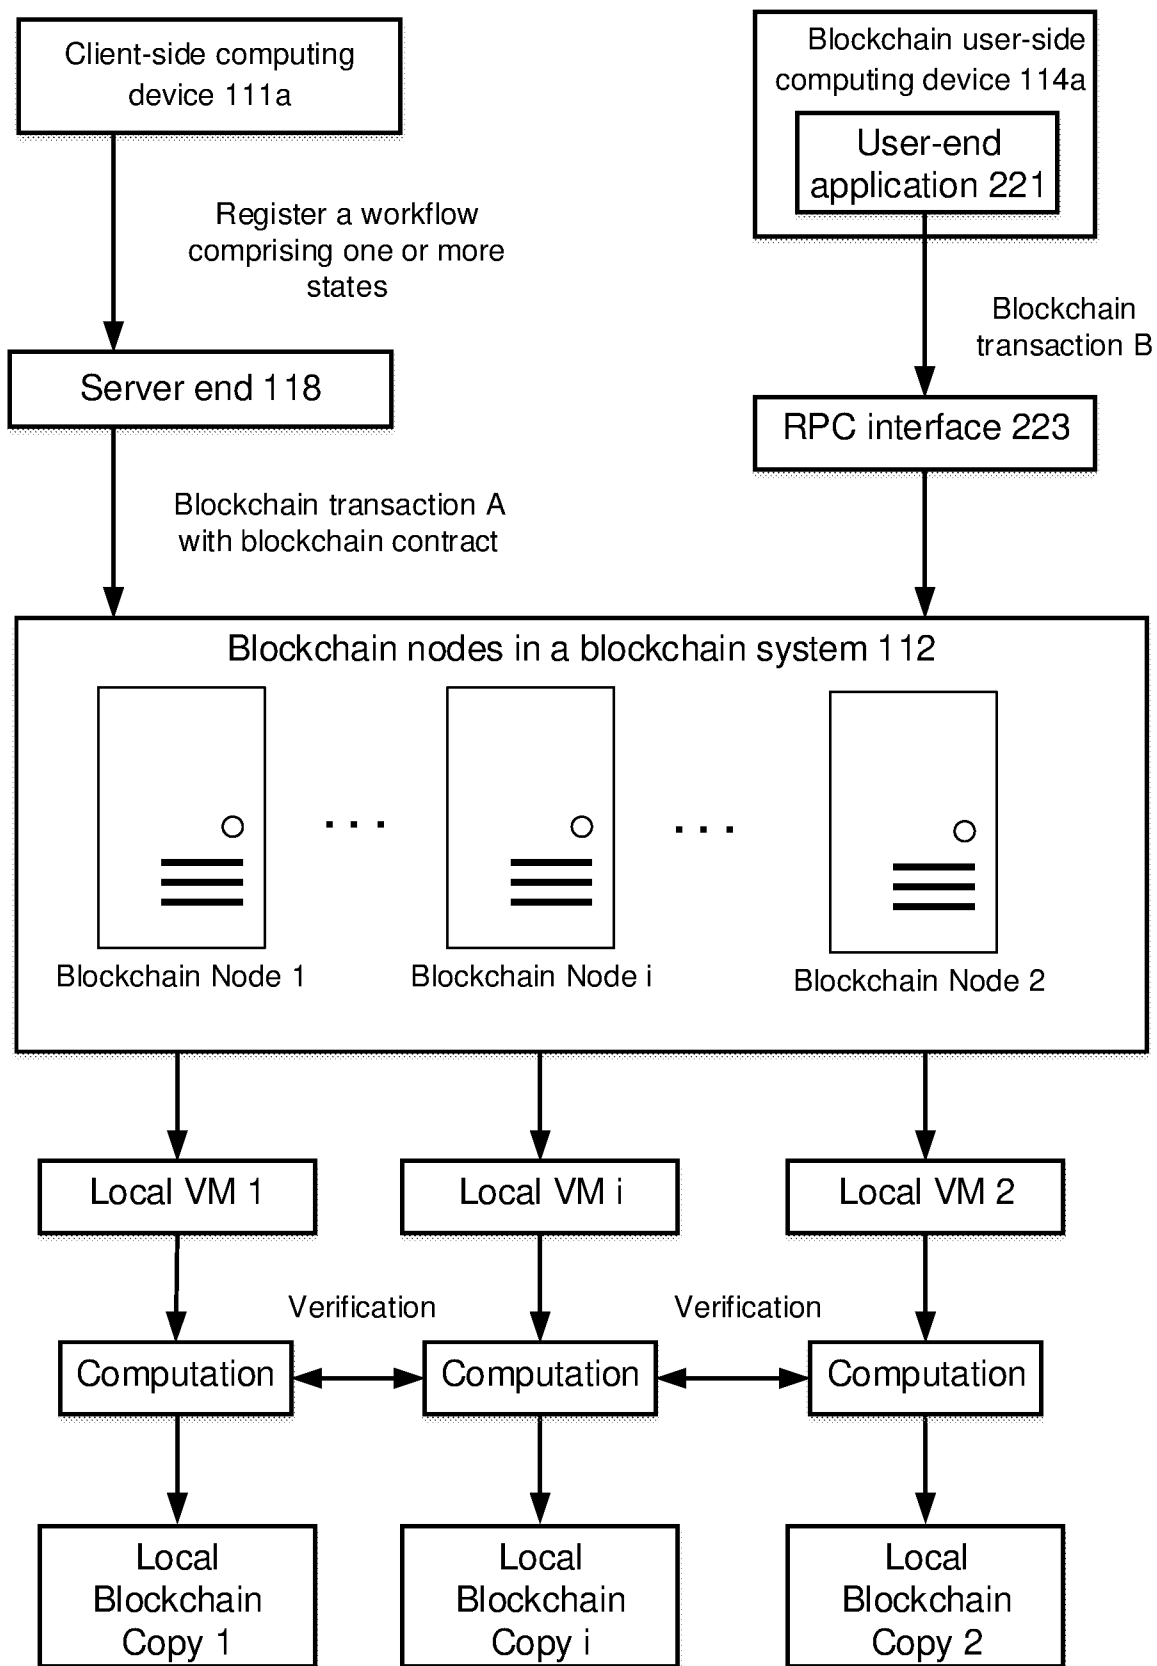 Client-side computing
device 111a
Blockchain user-side
computing device 114a
User-end
application 221
Register a workflow
comprising one or more
states
Blockchain
transaction B
Server end 118
RPC interface 223
Blockchain transaction A
with blockchain contract
Blockchain nodes in a blockchain system 112
. . .
. . .
Blockchain Node 1
Blockchain Node i
Blockchain Node 2
Local VM 1
Local VM i
Local VM 2
Verification
Verification
Computation
Computation
Computation
Local
Blockchain
Copy 1
Local
Blockchain
Copy i
Local
Blockchain
Copy 2